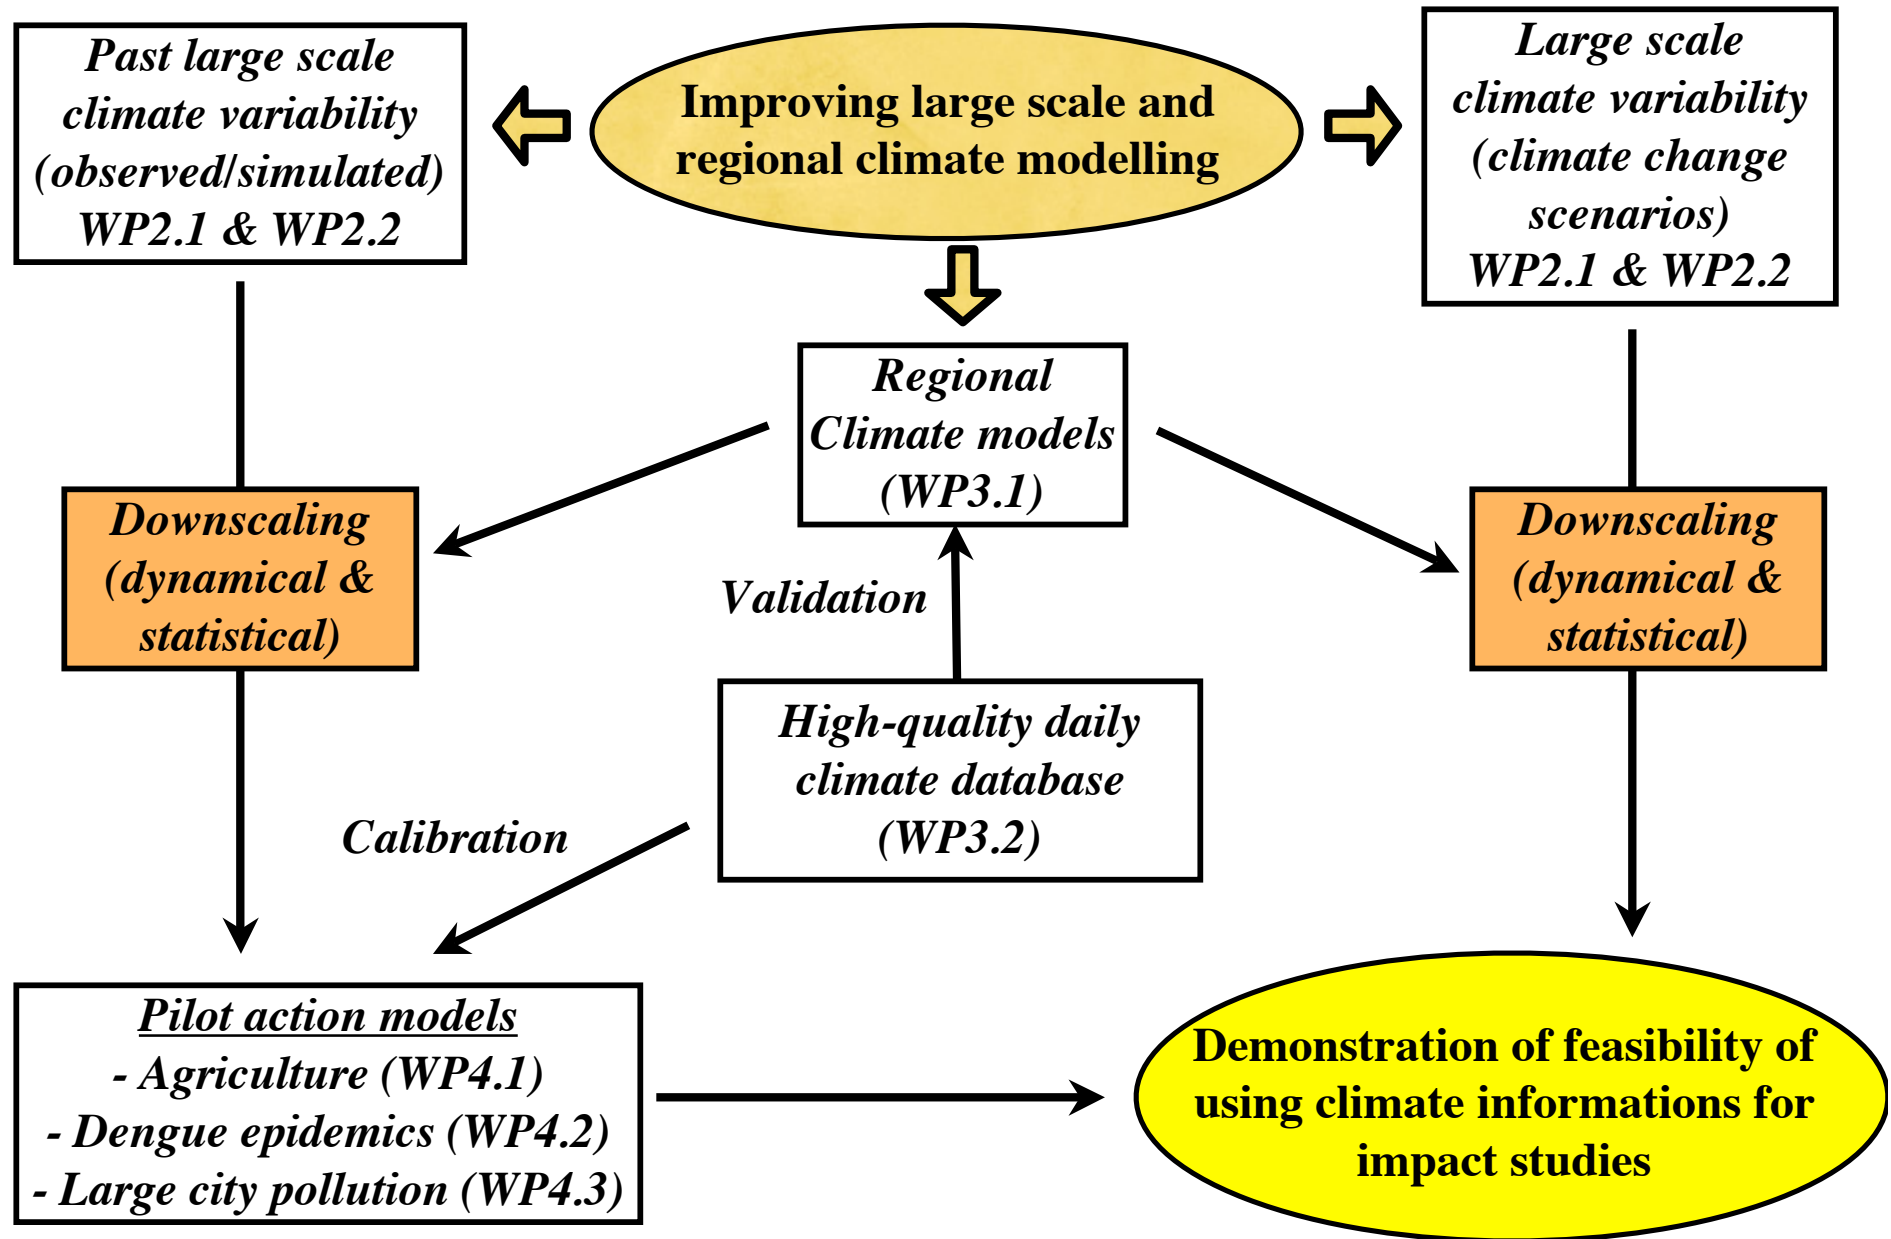 Past large scale
climate variability
(observed/simulated)
WP2.1 & WP2.2
Improving large scale and
regional climate modelling
Large scale
climate variability
(climate change
scenarios)
WP2.1 & WP2.2
Regional
Climate models
(WP3.1)
Downscaling
(dynamical &
statistical)
Downscaling
(dynamical &
statistical)
Validation
High-quality daily
climate database
(WP3.2)
Calibration
Pilot action models
- Agriculture (WP4.1)
- Dengue epidemics (WP4.2)
- Large city pollution (WP4.3)
Demonstration of feasibility of
using climate informations for
impact studies